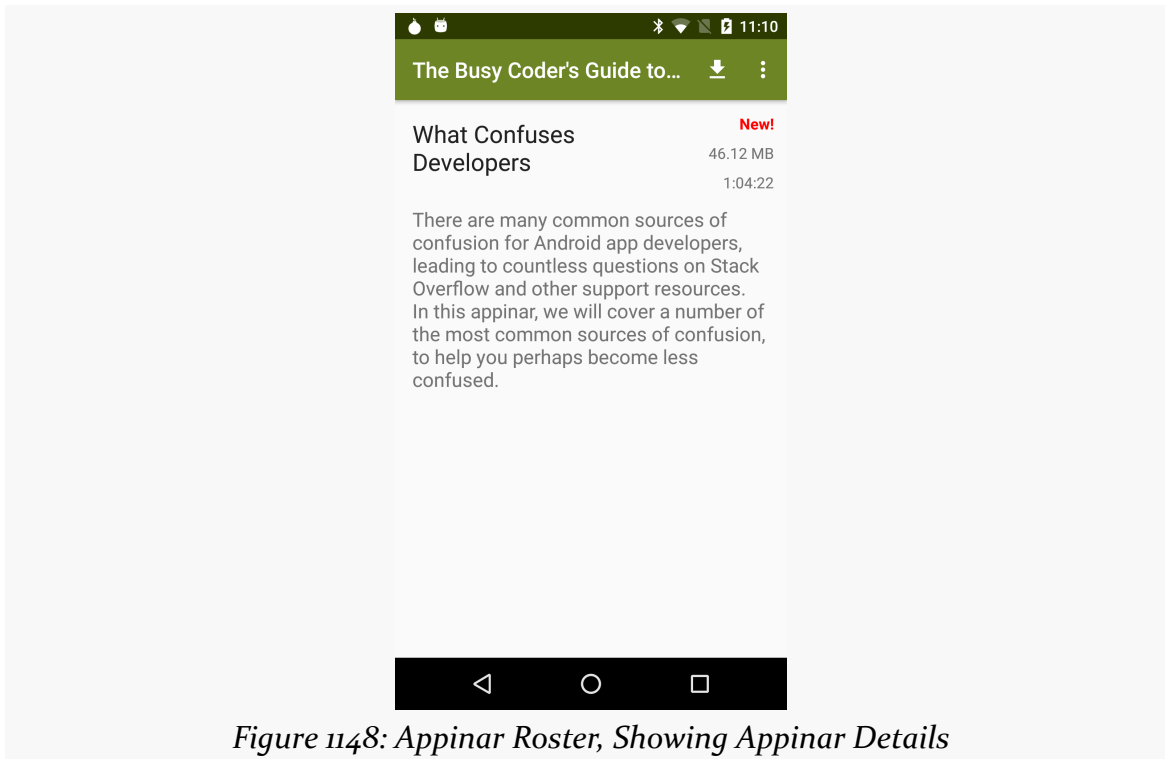 11:10
The Busy Coder's Guide to...
What Confuses
Developers
New!
46.12 MB
1:04:22
There are many common sources of
confusion for Android app developers,
leading to countless questions on Stack
Overflow and other support resources.
In this appinar, we will cover a number of
the most common sources of confusion,
to help you perhaps become less
confused.
Figure 1148: Appinar Roster, Showing Appinar Details